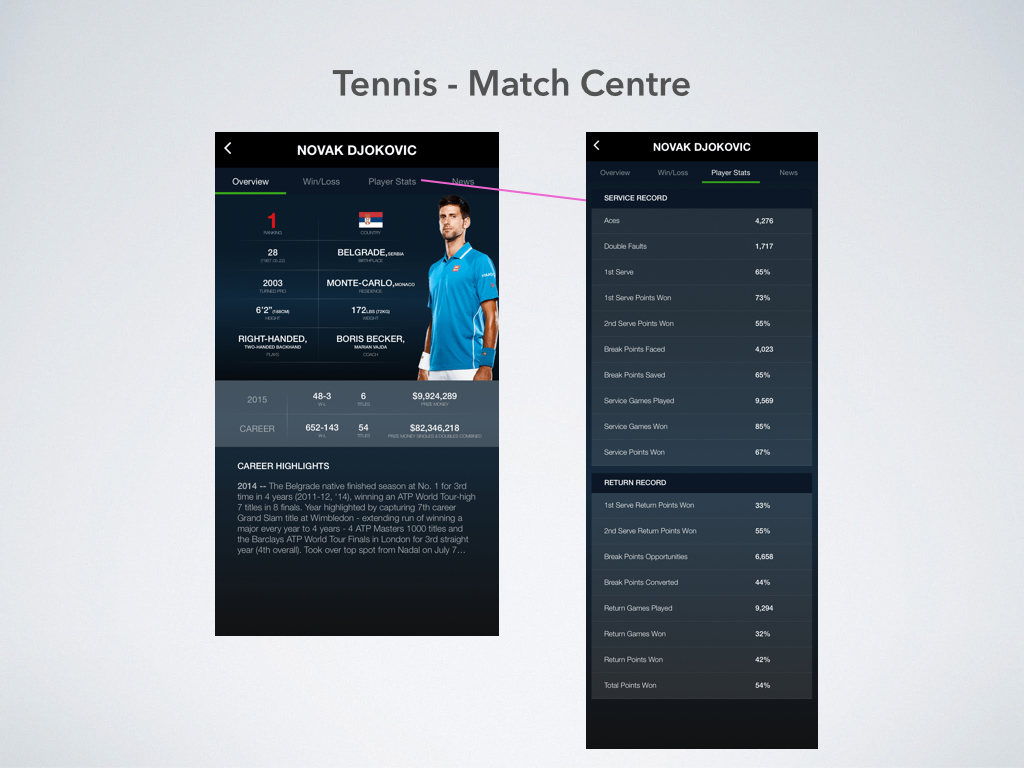 Tennis - Match Centre
NOVAK DJOKOVIC
Overview Win/Loss Player Stats News
1
RANKING
COUNTRY
28
(1987.05.22)
BELGRADE, SERBIA
BIRTHPLACE
2003
TURNED PRO
MONTE-CARLO, MONACO
RESIDENCE
6'2" (188CM)
HEIGHT
172LBS (72KG)
WEIGHT
RIGHT-HANDED,
TWO-HANDED BACKHAND
PLAYS
BORIS BECKER,
MARIAN VAJDA
COACH
2015 48-3 6 $9,924,289
W/L TITLES PRIZE MONEY
CAREER 652-143 54 $82,346,218
W/L TITLES PRIZE MONEY SINGLES & DOUBLES COMBINED
CAREER HIGHLIGHTS
2014 -- The Belgrade native finished season at No. 1 for 3rd
time in 4 years (2011-12, '14), winning an ATP World Tour-high
7 titles in 8 finals. Year highlighted by capturing 7th career
Grand Slam title at Wimbledon - extending run of winning a
major every year to 4 years - 4 ATP Masters 1000 titles and
the Barclays ATP World Tour Finals in London for 3rd straight
year (4th overall). Took over top spot from Nadal on July 7...
NOVAK DJOKOVIC
Overview Win/Loss Player Stats News
SERVICE RECORD
Aces 4,276
Double Faults 1,717
1st Serve 65%
1st Serve Points Won 73%
2nd Serve Points Won 55%
Break Points Faced 4,023
Break Points Saved 65%
Service Games Played 9,569
Service Games Won 85%
Service Points Won 67%
RETURN RECORD
1st Serve Return Points Won 33%
2nd Serve Return Points Won 55%
Break Points Opportunities 6,658
Break Points Converted 44%
Return Games Played 9,294
Return Games Won 32%
Return Points Won 42%
Total Points Won 54%